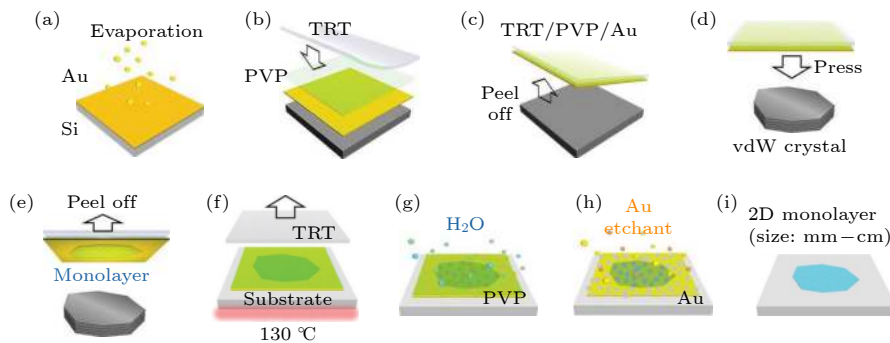 (a)
Evaporation
Au
Si
(b)
TRT
PVP
(c)
TRT/PVP/Au
Peel
off
(d)
Press
vdW crystal
(e)
Peel off
Monolayer
(f)
TRT
Substrate
130 ℃
(g)
H₂O
PVP
(h)
Au
etchant
Au
(i)
2D monolayer
(size: mm−cm)